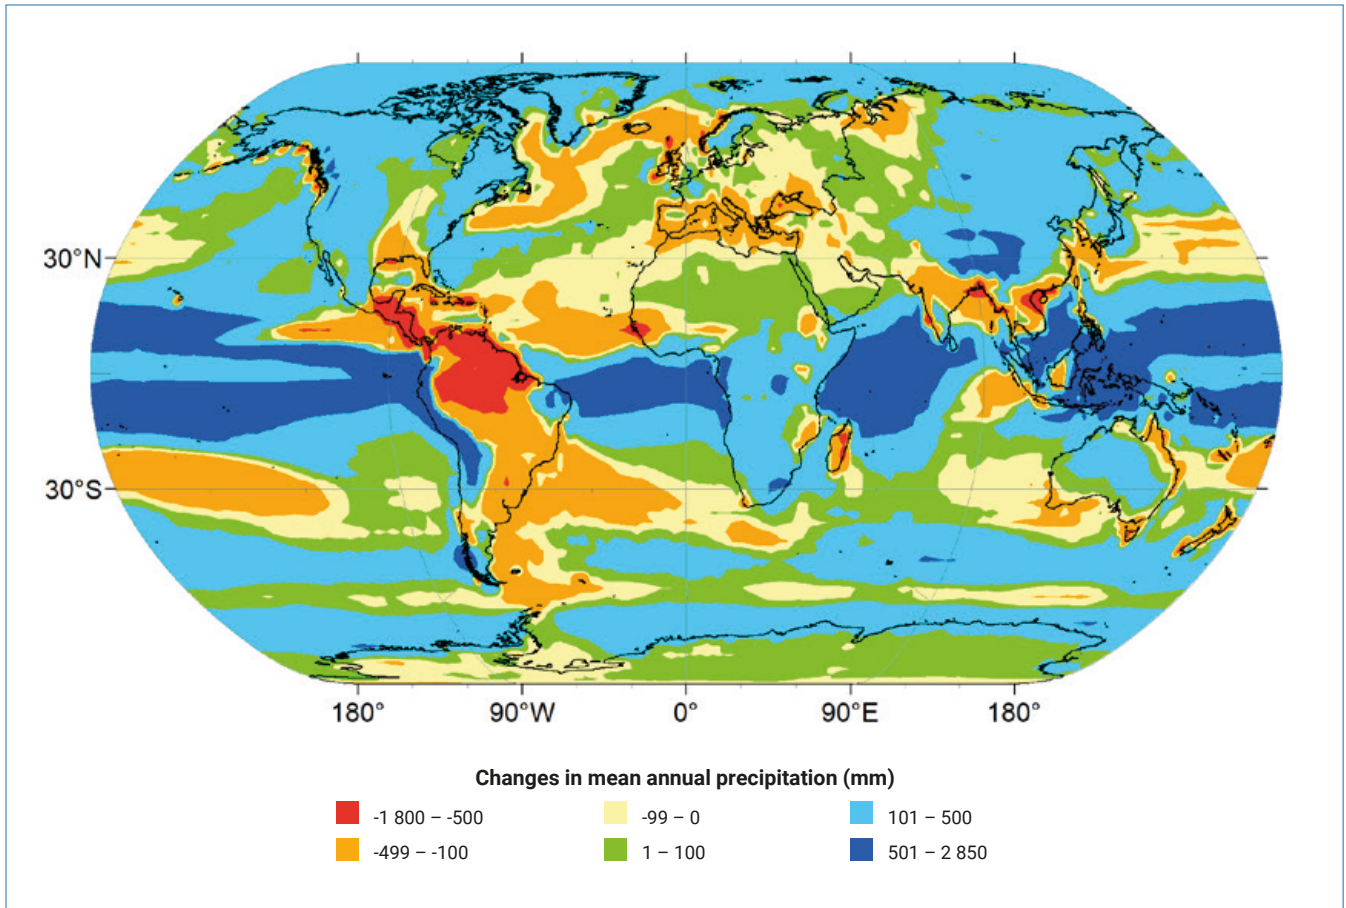 30°N
30°S
180° 90°W 0° 90°E 180°
Changes in mean annual precipitation (mm)
-1 800 – -500 -99 – 0 101 – 500
-499 – -100 1 – 100 501 – 2 850